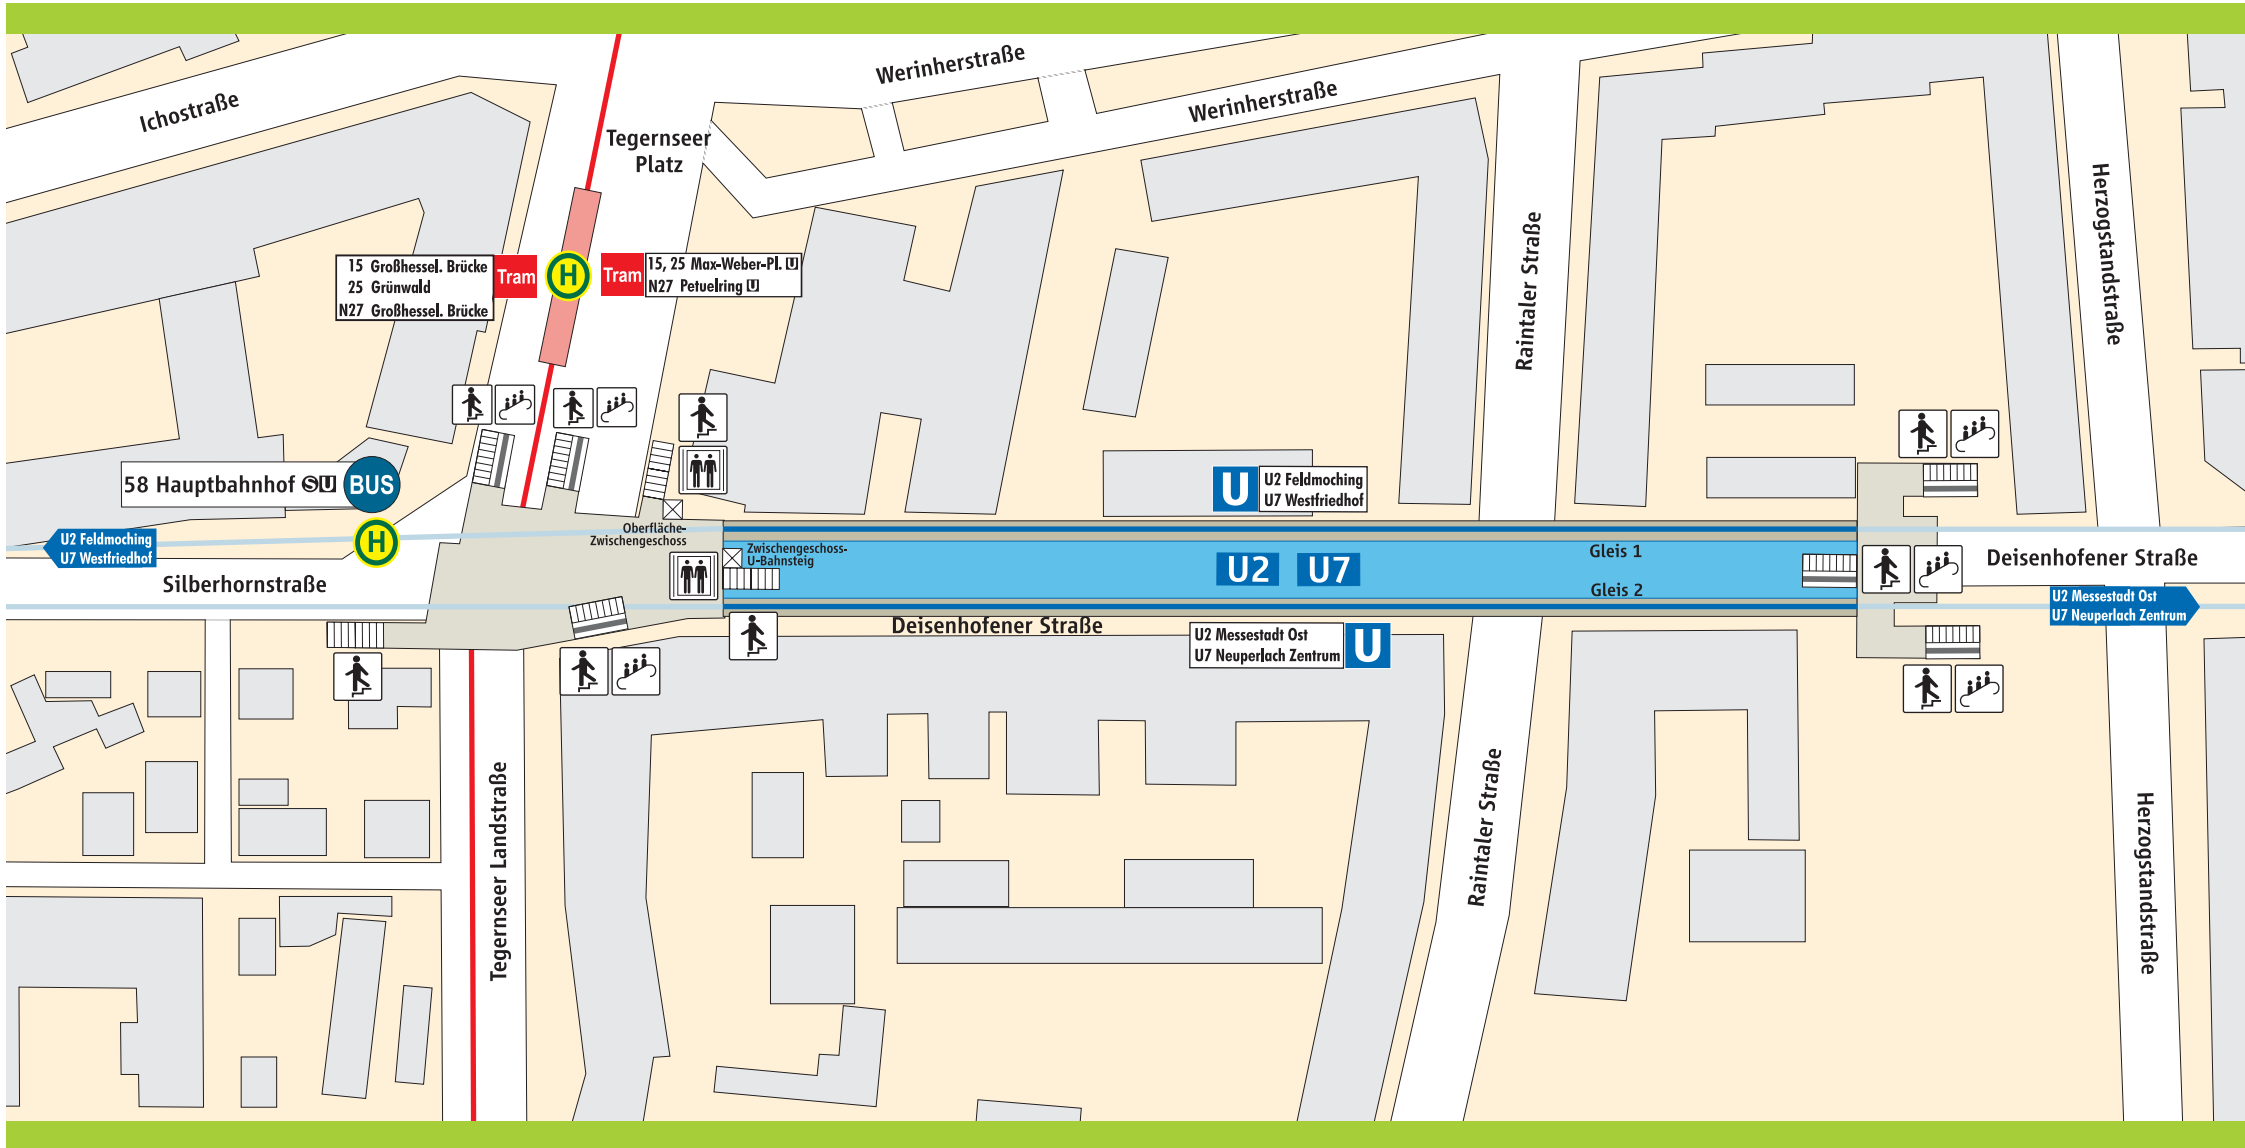 Werinherstraße
Werinherstraße
Ichostraße
Tegernseer
Platz
Herzogstandstraße
Raintaler Straße
15 Großhessel. Brücke
25 Grünwald
N27 Großhessel. Brücke
Tram
H
Tram
15, 25 Max-Weber-Pl. U
N27 Petuelring U
58 Hauptbahnhof S U
BUS
H
U2 Feldmoching
U7 Westfriedhof
Silberhornstraße
Oberfläche-
Zwischengeschoss
Zwischengeschoss-
U-Bahnsteig
U
U2 Feldmoching
U7 Westfriedhof
U2
U7
Gleis 1
Gleis 2
Deisenhofener Straße
U2 Messestadt Ost
U7 Neuperlach Zentrum
Deisenhofener Straße
U2 Messestadt Ost
U7 Neuperlach Zentrum
U
Tegernseer Landstraße
Raintaler Straße
Herzogstandstraße